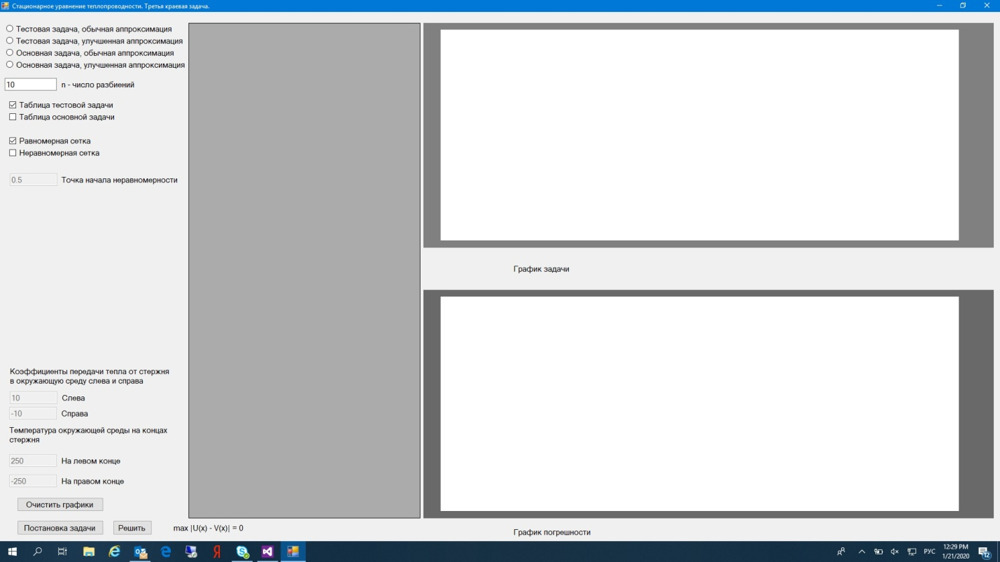 Стационарное уравнение теплопроводности. Третья краевая задача.
Тестовая задача, обычная аппроксимация
Тестовая задача, улучшенная аппроксимация
Основная задача, обычная аппроксимация
Основная задача, улучшенная аппроксимация
10 n - число разбиений
Таблица тестовой задачи
Таблица основной задачи
Равномерная сетка
Неравномерная сетка
0.5 Точка начала неравномерности
График задачи
Коэффициенты передачи тепла от стержня
в окружающую среду слева и справа
10 Слева
-10 Справа
Температура окружающей среды на концах
стержня
250 На левом конце
-250 На правом конце
Очистить графики
Постановка задачи Решить max |U(x) - V(x)| = 0
График погрешности
РУС 12:29 PM
1/21/2020
12